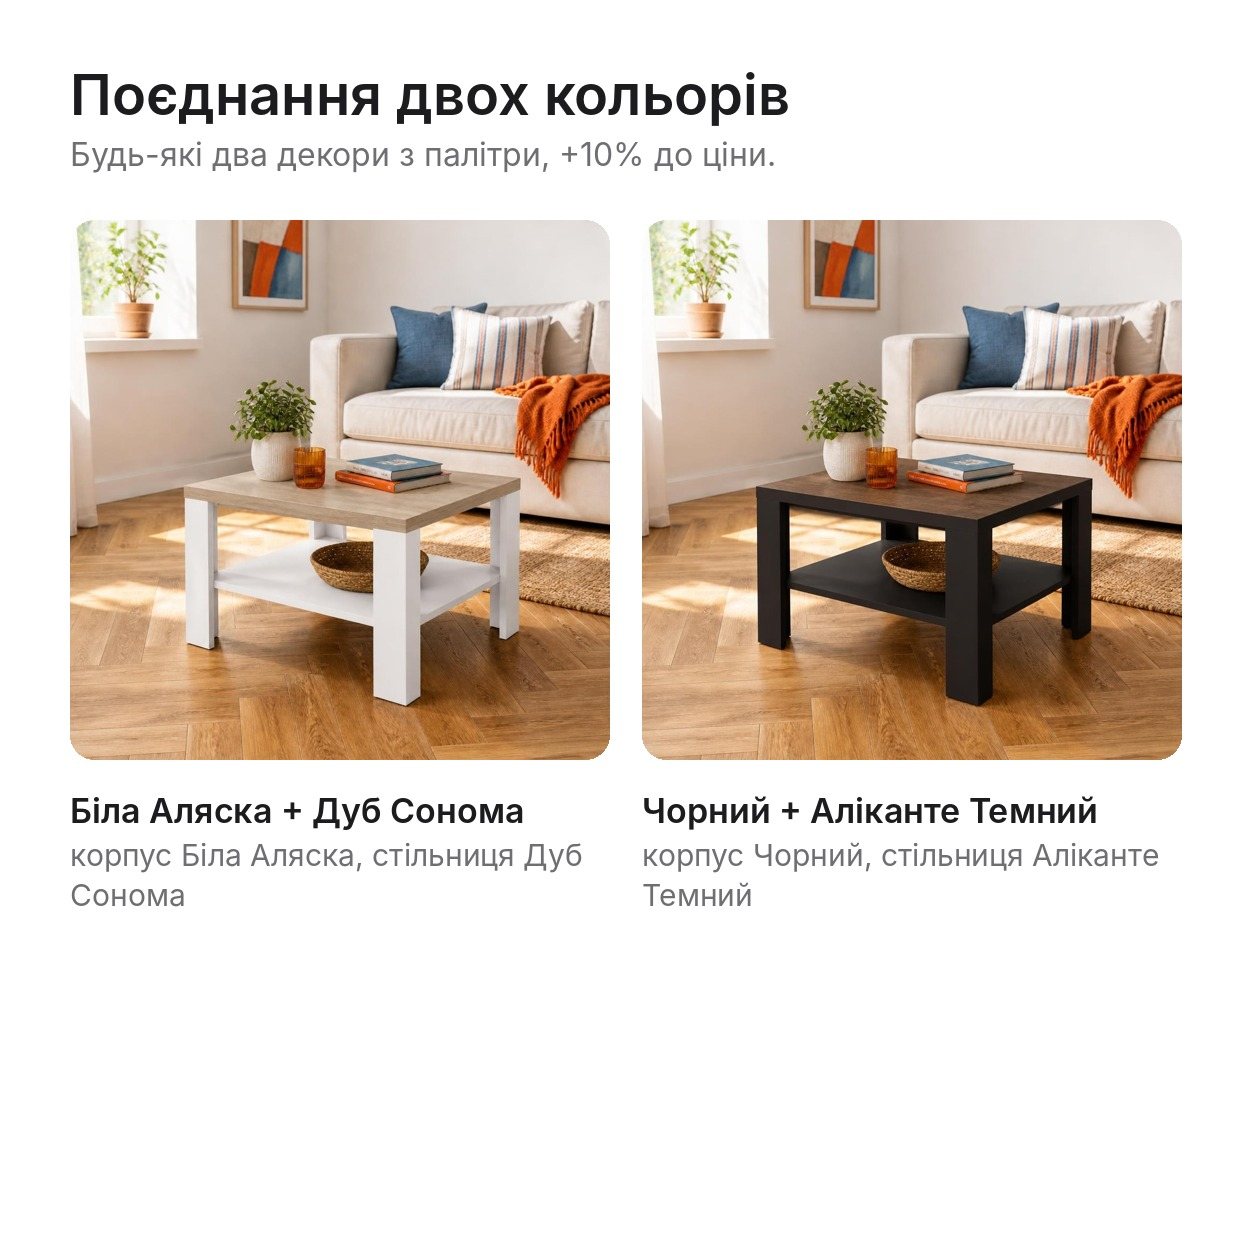 Поєднання двох кольорів
Будь-які два декори з палітри, +10% до ціни.
Біла Аляска + Дуб Сонома
корпус Біла Аляска, стільниця Дуб
Сонома
Чорний + Аліканте Темний
корпус Чорний, стільниця Аліканте
Темний